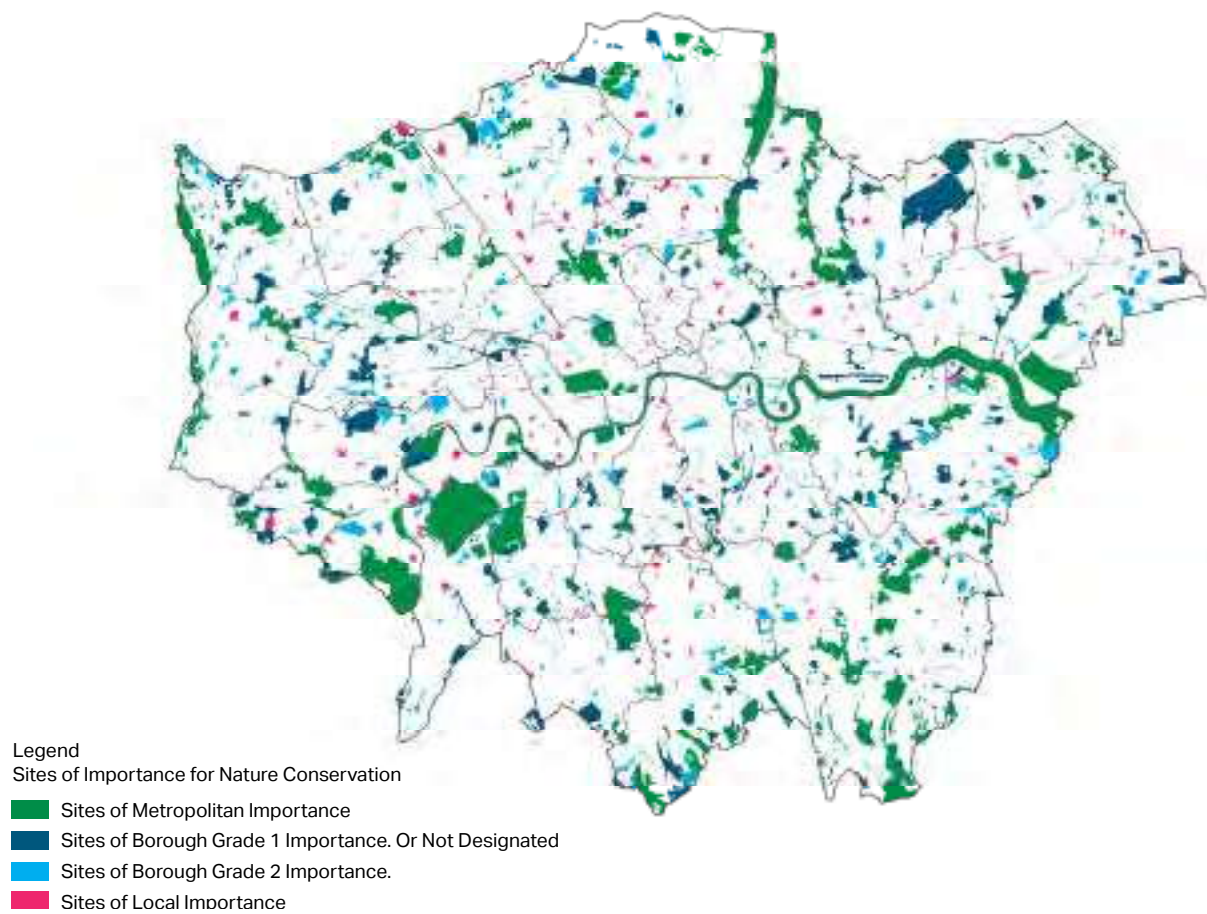 Legend
Sites of Importance for Nature Conservation
Sites of Metropolitan Importance
Sites of Borough Grade 1 Importance. Or Not Designated
Sites of Borough Grade 2 Importance.
Sites of Local Importance